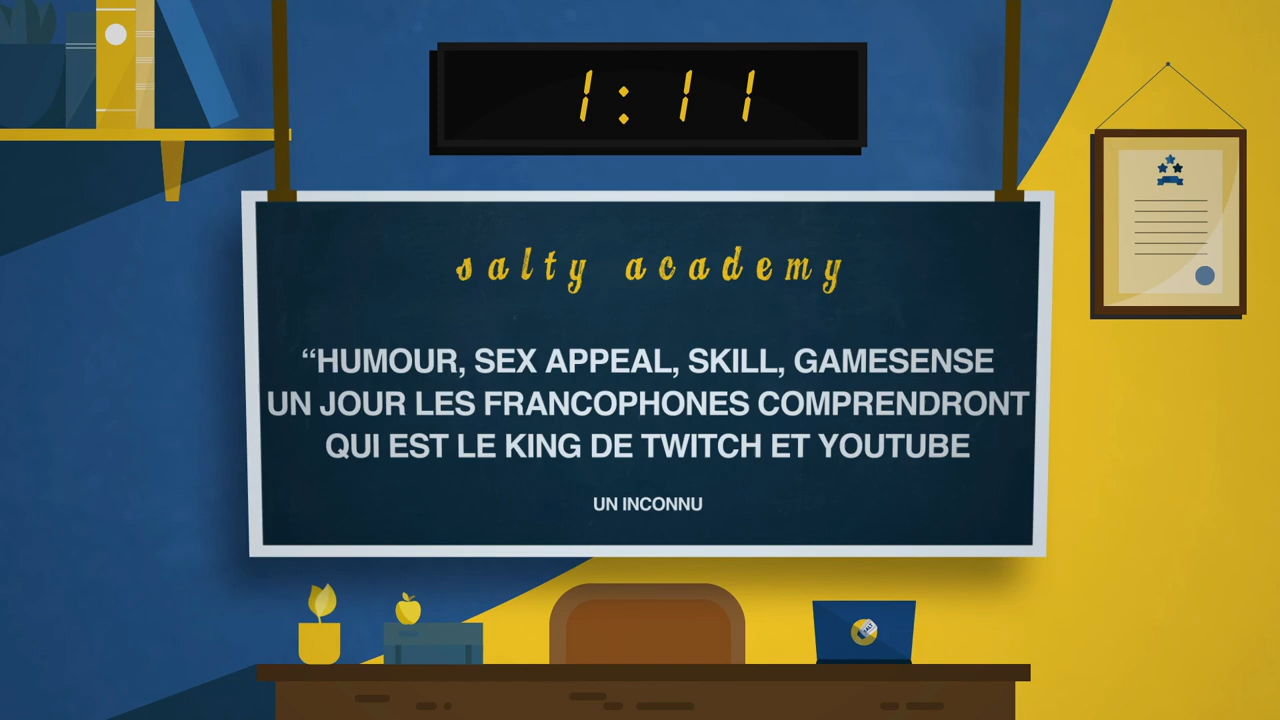 1:11
salty academy
“HUMOUR, SEX APPEAL, SKILL, GAMESENSE
UN JOUR LES FRANCOPHONES COMPRENDRONT
QUI EST LE KING DE TWITCH ET YOUTUBE
UN INCONNU
SALT